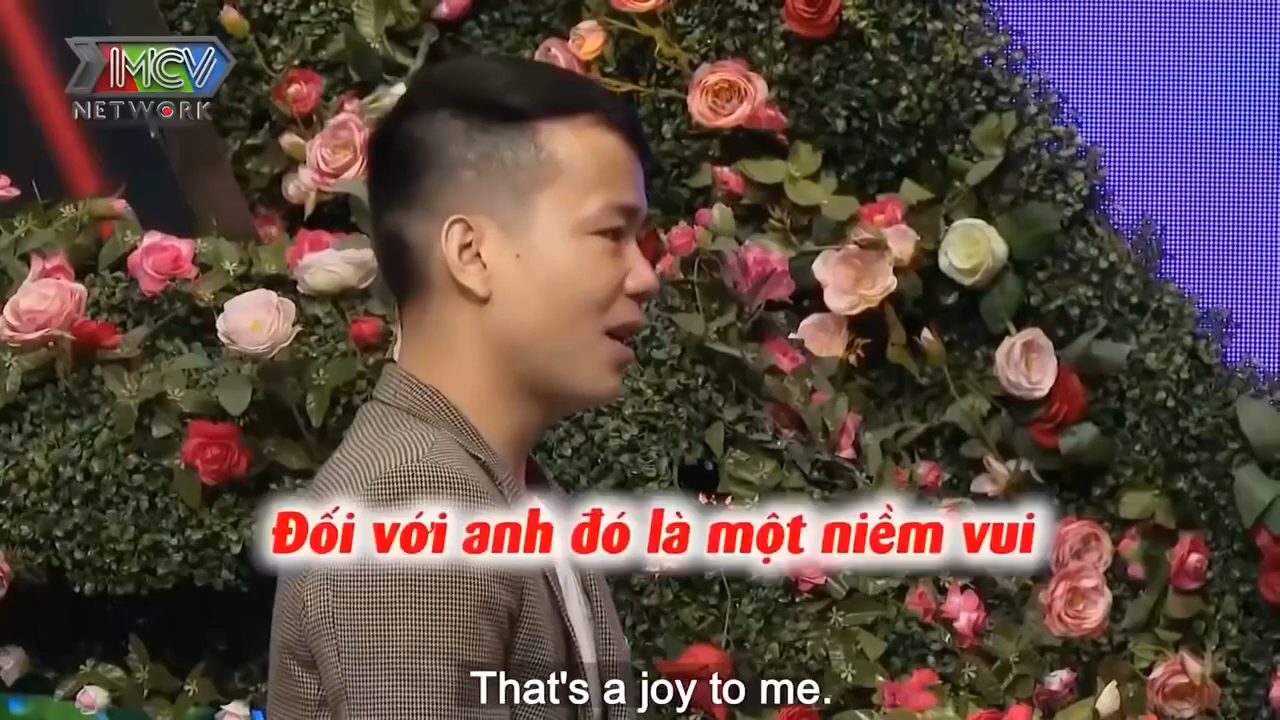 MCV
NETWORK
Đối với anh đó là một niềm vui
That's a joy to me.